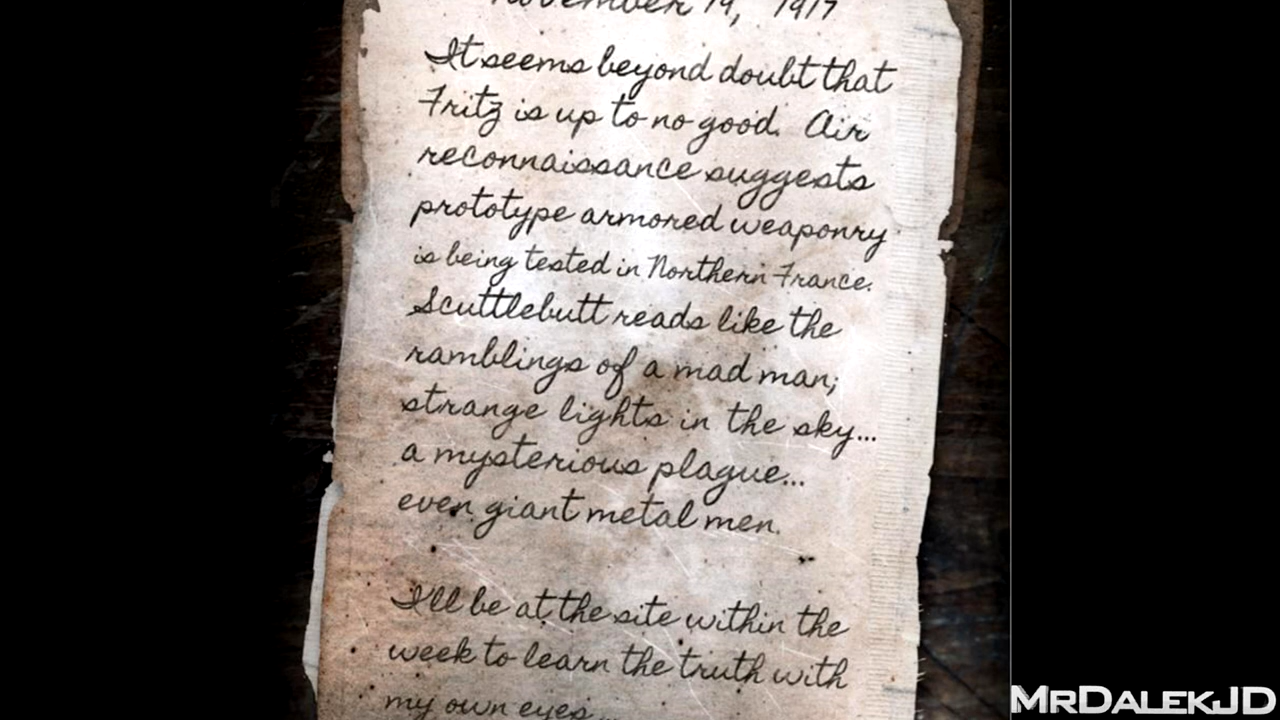 November 19, 1917
It seems beyond doubt that
Fritz is up to no good. Air
reconnaissance suggests
prototype armored weaponry
is being tested in Northern France.
Scuttlebutt reads like the
ramblings of a mad man;
strange lights in the sky...
a mysterious plague...
even giant metal men.
I'll be at the site within the
week to learn the truth with
my own eyes...
MRDALEKJD